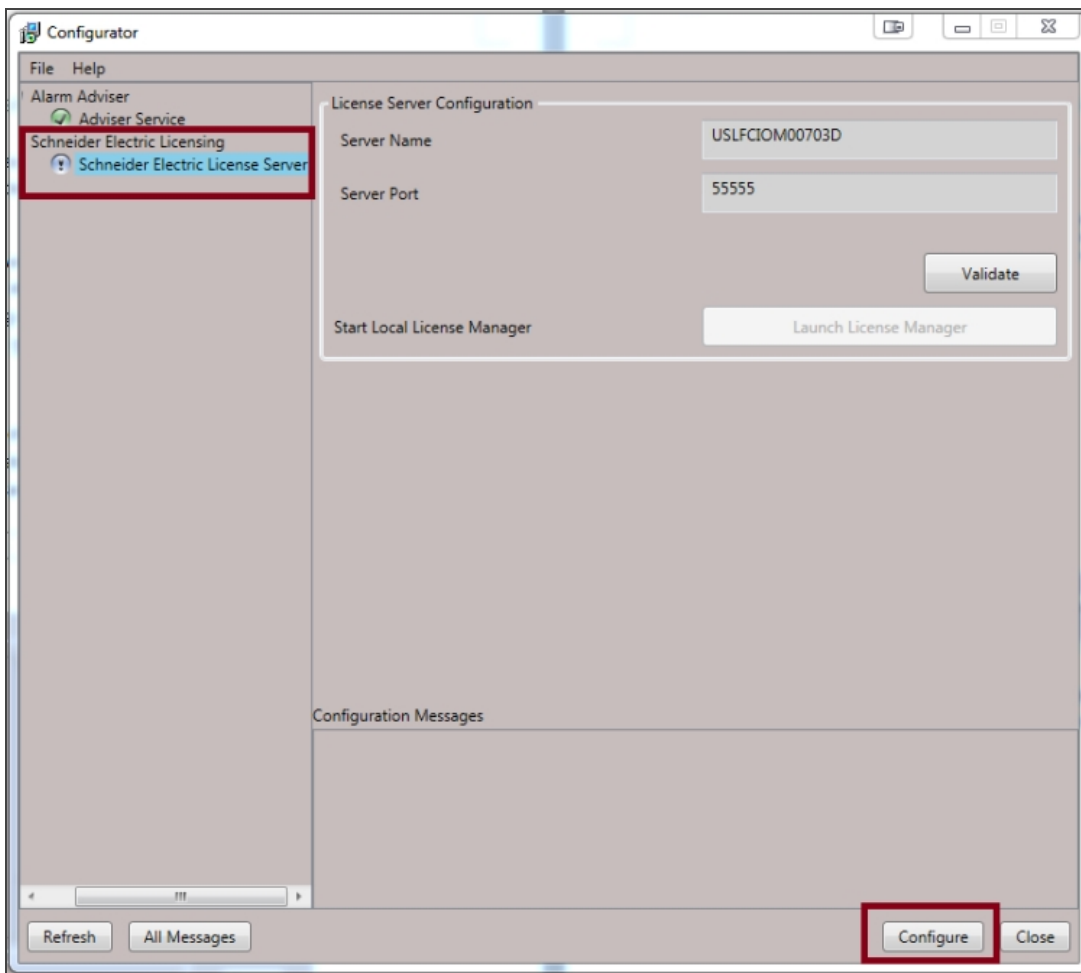 Configurator
File Help
Alarm Adviser
Adviser Service
Schneider Electric Licensing
Schneider Electric License Server
License Server Configuration
Server Name
USLFCIOM00703D
Server Port
55555
Validate
Start Local License Manager
Launch License Manager
Configuration Messages
Refresh
All Messages
Configure
Close